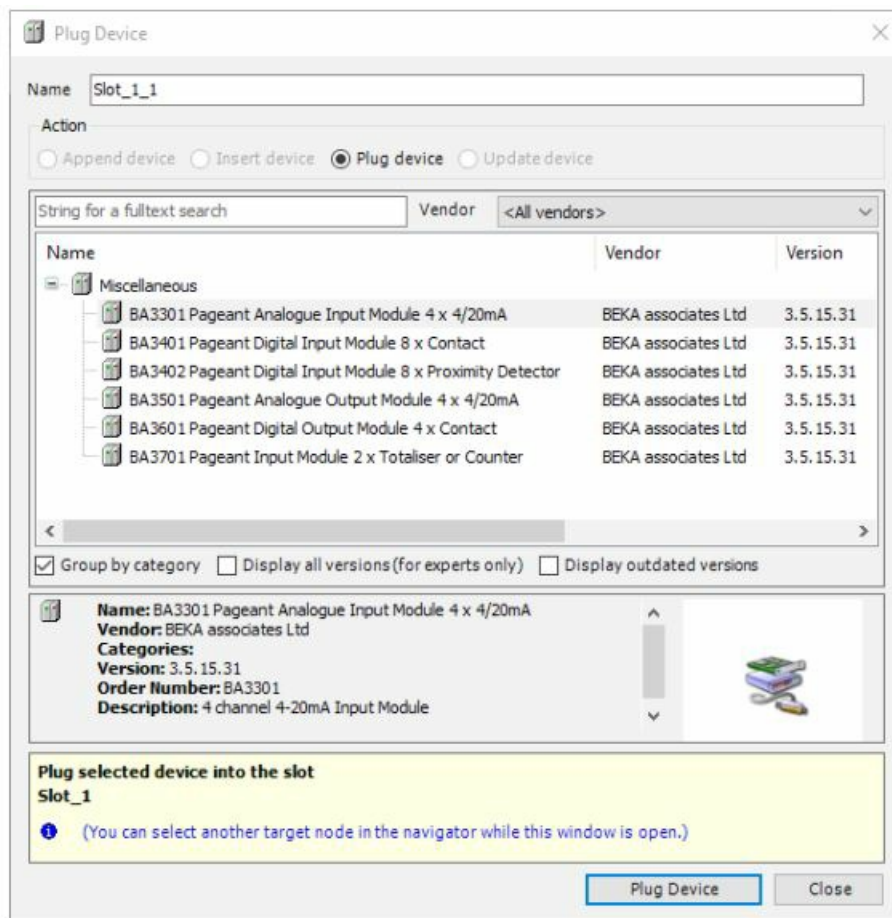 Plug Device
Name Slot_1_1
Action
Append device Insert device Plug device Update device
String for a fulltext search Vendor <All vendors>
Name Vendor Version
Miscellaneous
BA3301 Pageant Analogue Input Module 4 x 4/20mA BEKA associates Ltd 3.5.15.31
BA3401 Pageant Digital Input Module 8 x Contact BEKA associates Ltd 3.5.15.31
BA3402 Pageant Digital Input Module 8 x Proximity Detector BEKA associates Ltd 3.5.15.31
BA3501 Pageant Analogue Output Module 4 x 4/20mA BEKA associates Ltd 3.5.15.31
BA3601 Pageant Digital Output Module 4 x Contact BEKA associates Ltd 3.5.15.31
BA3701 Pageant Input Module 2 x Totaliser or Counter BEKA associates Ltd 3.5.15.31
Group by category Display all versions (for experts only) Display outdated versions
Name: BA3301 Pageant Analogue Input Module 4 x 4/20mA
Vendor: BEKA associates Ltd
Categories:
Version: 3.5.15.31
Order Number: BA3301
Description: 4 channel 4-20mA Input Module
Plug selected device into the slot
Slot_1
(You can select another target node in the navigator while this window is open.)
Plug Device Close